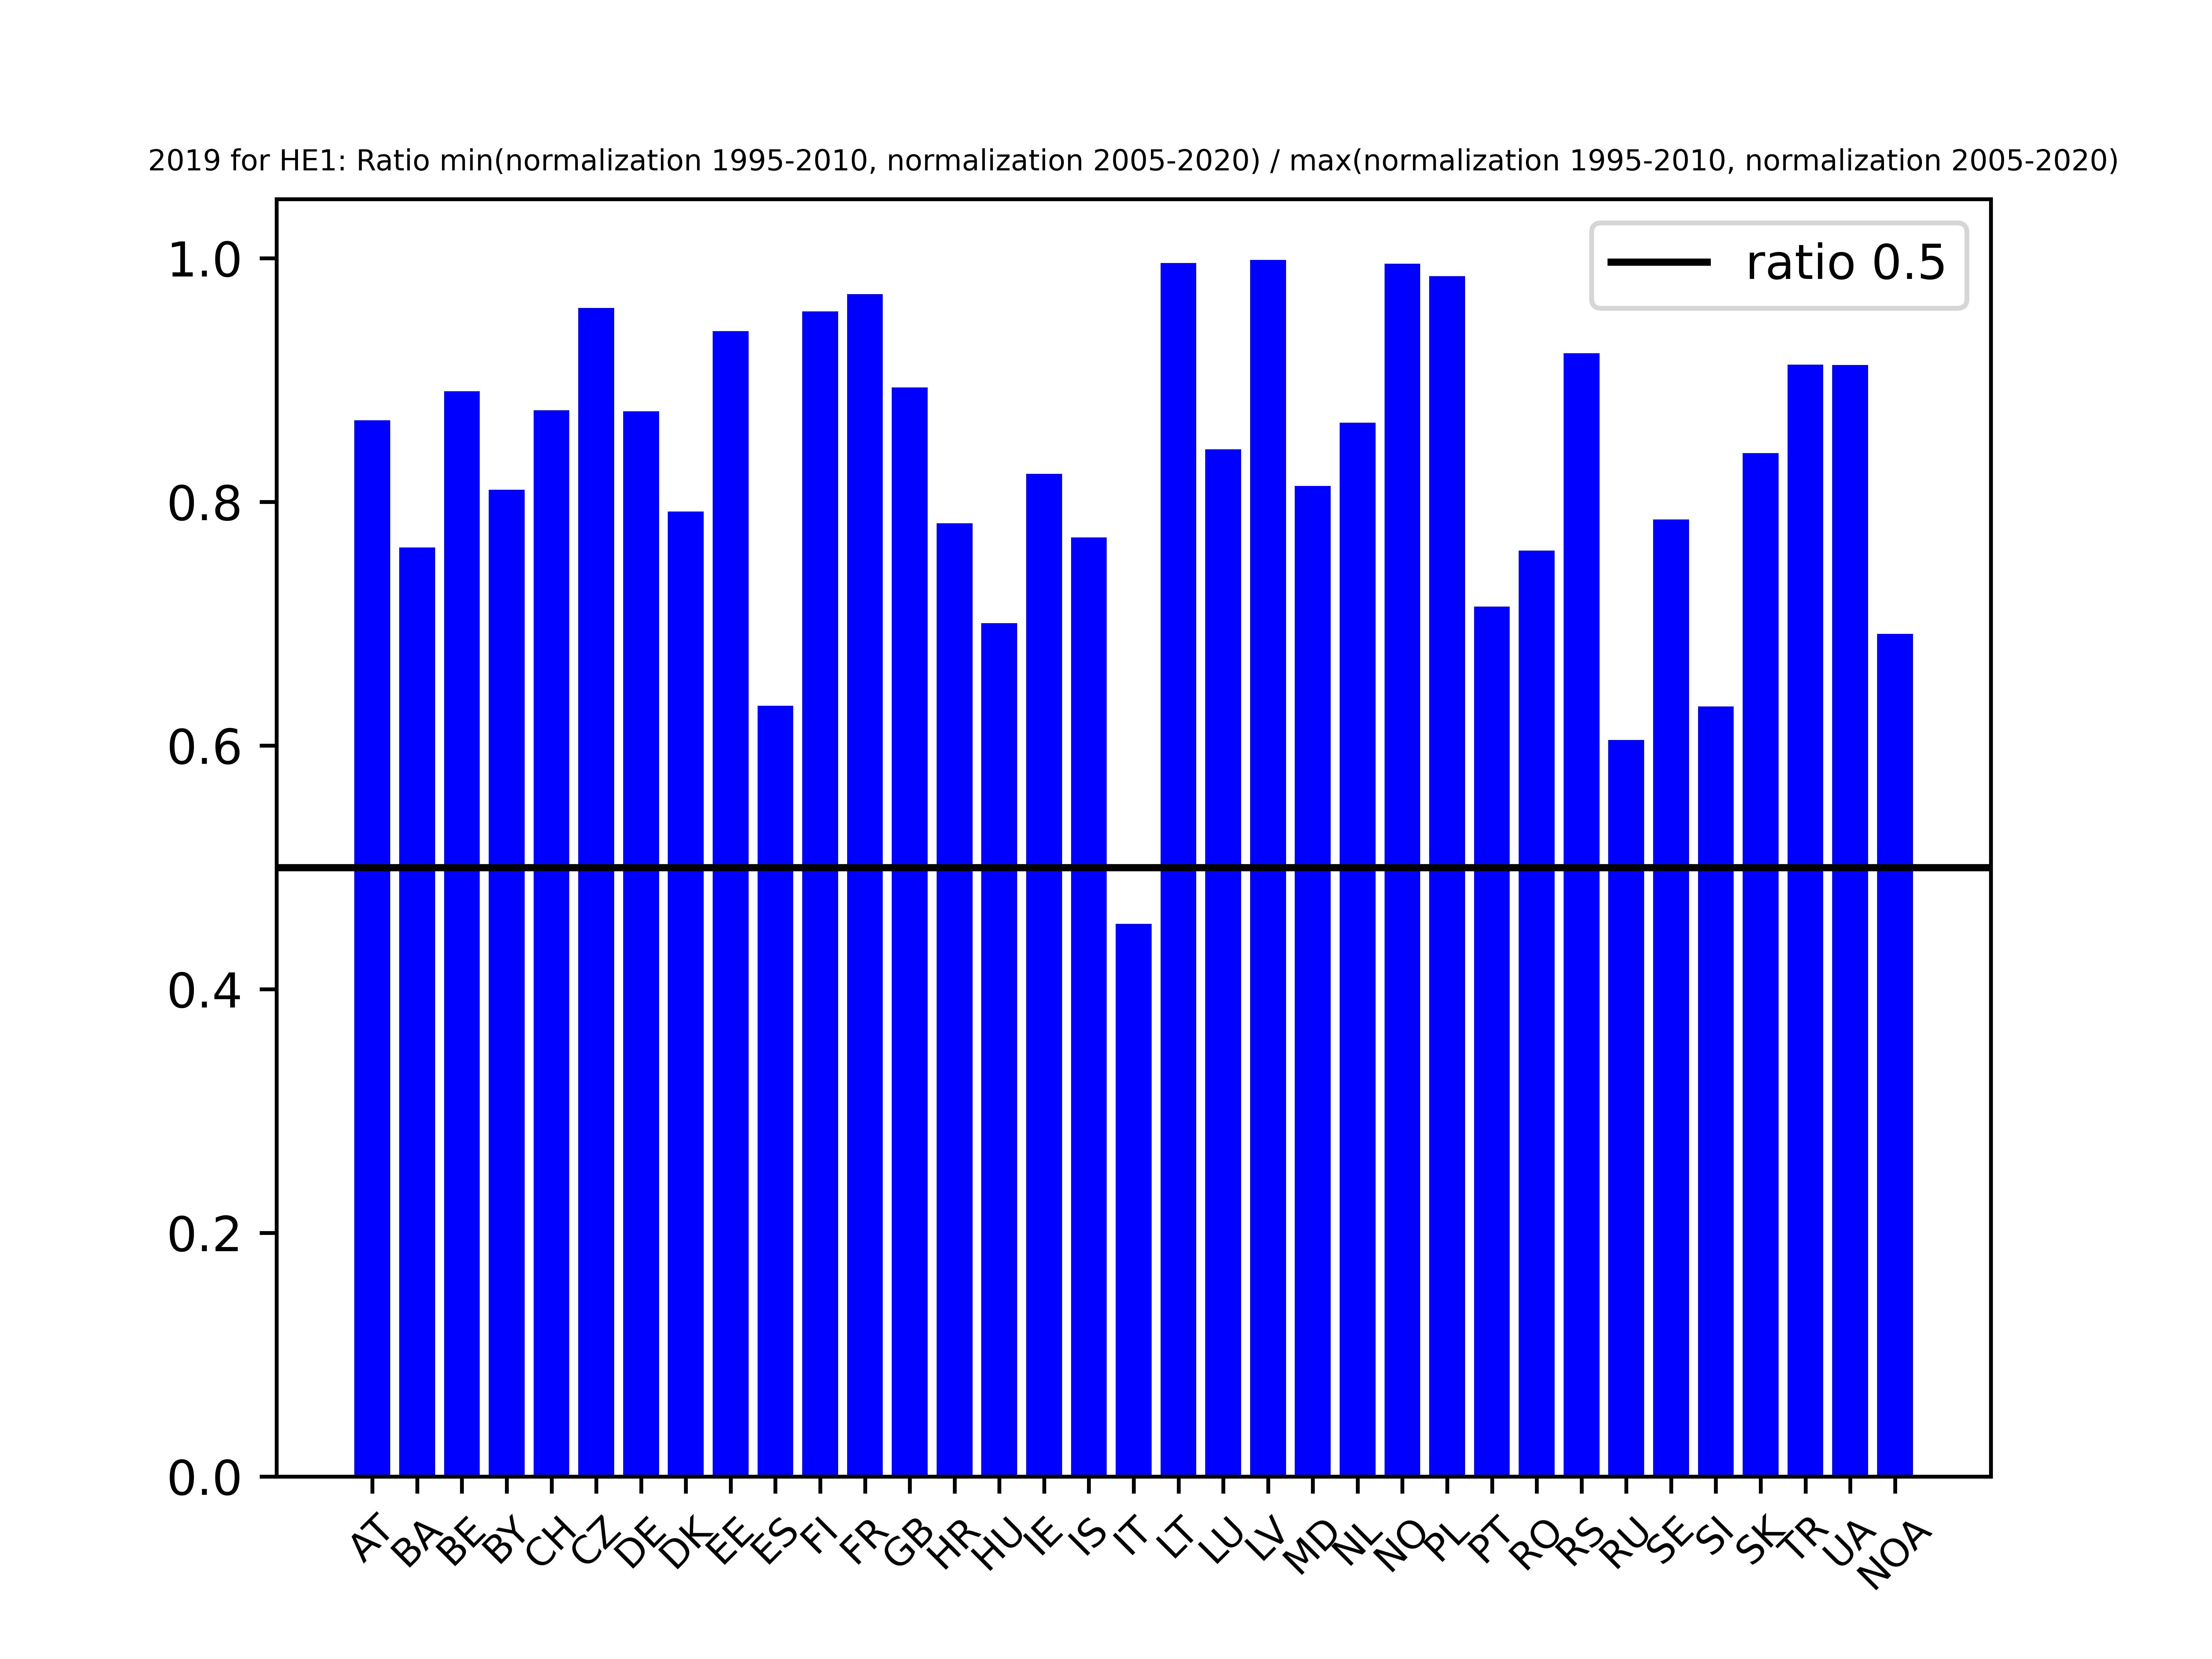 2019 for HE1: Ratio min(normalization 1995-2010, normalization 2005-2020) / max(normalization 1995-2010, normalization 2005-2020)
ratio 0.5
1.0
0.8
0.6
0.4
0.2
0.0
AT BA BE BY CH CZ DE DK EE ES FI FR GB HR HU IE IS IT LT LU LV MD NL NO PL PT RO RS RU SE SI SK TR UA NOA